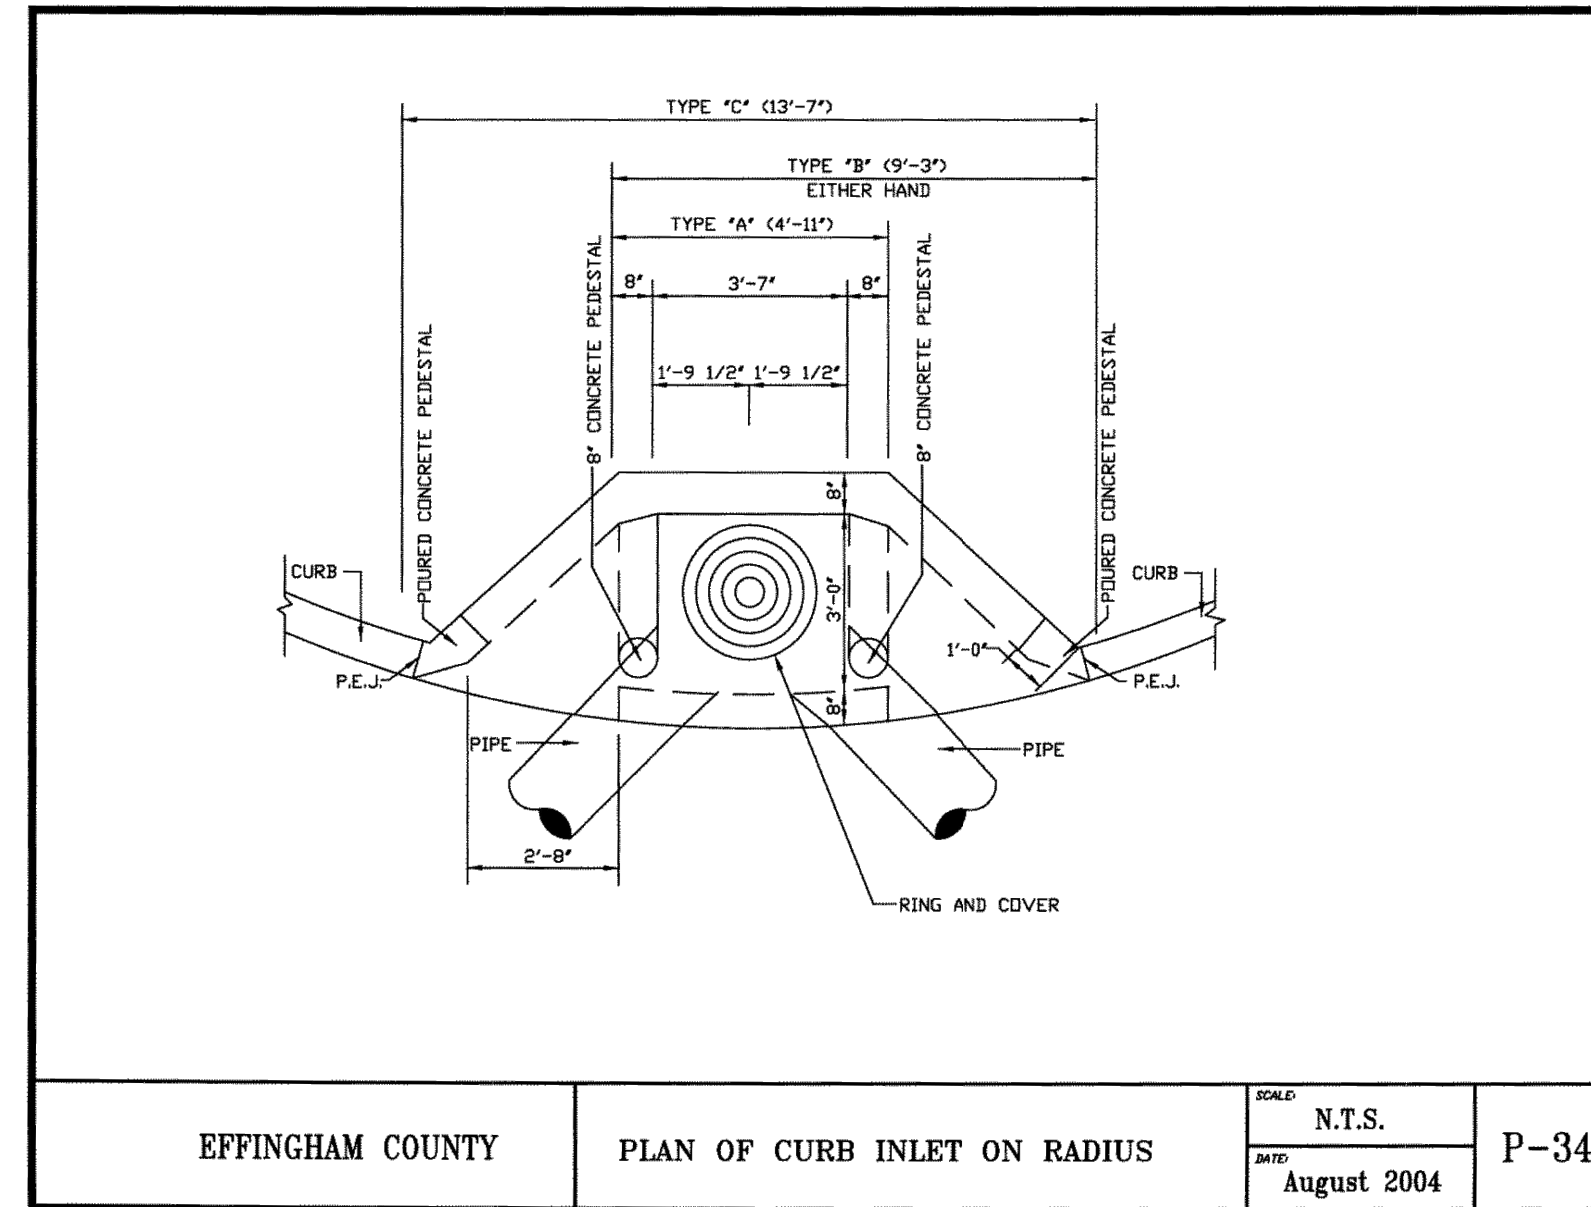 TYPE "C" (13'-7")
TYPE "B" (9'-3")
EITHER HAND
TYPE "A" (4'-11")
8"
3'-7"
8"
1'-9 1/2"
1'-9 1/2"
POURED CONCRETE PEDESTAL
8" CONCRETE PEDESTAL
8" CONCRETE PEDESTAL
POURED CONCRETE PEDESTAL
8"
3'-0"
8"
CURB
CURB
1'-0"
P.E.J.
P.E.J.
PIPE
PIPE
2'-8"
RING AND COVER
EFFINGHAM COUNTY
PLAN OF CURB INLET ON RADIUS
SCALE:
N.T.S.
DATE:
August 2004
P-34